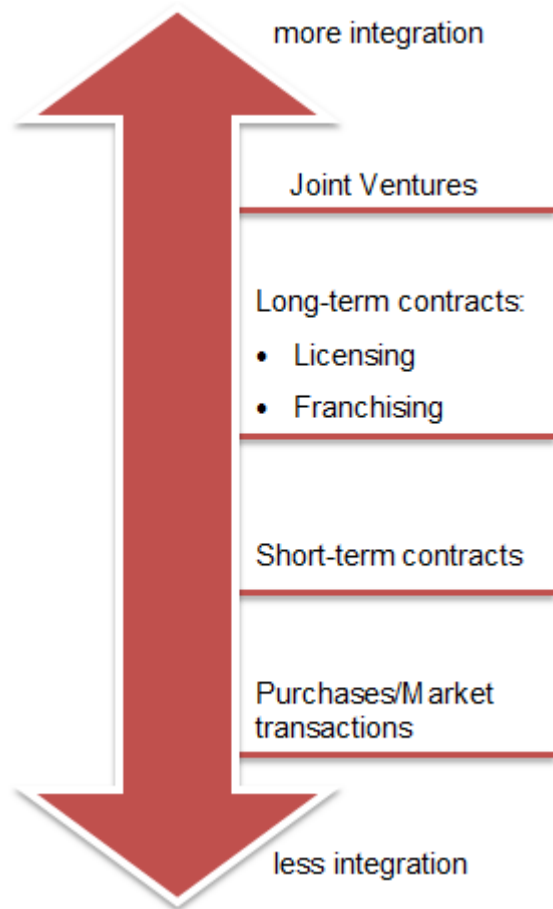 more integration
Joint Ventures
Long-term contracts:
• Licensing
• Franchising
Short-term contracts
Purchases/Market
transactions
less integration